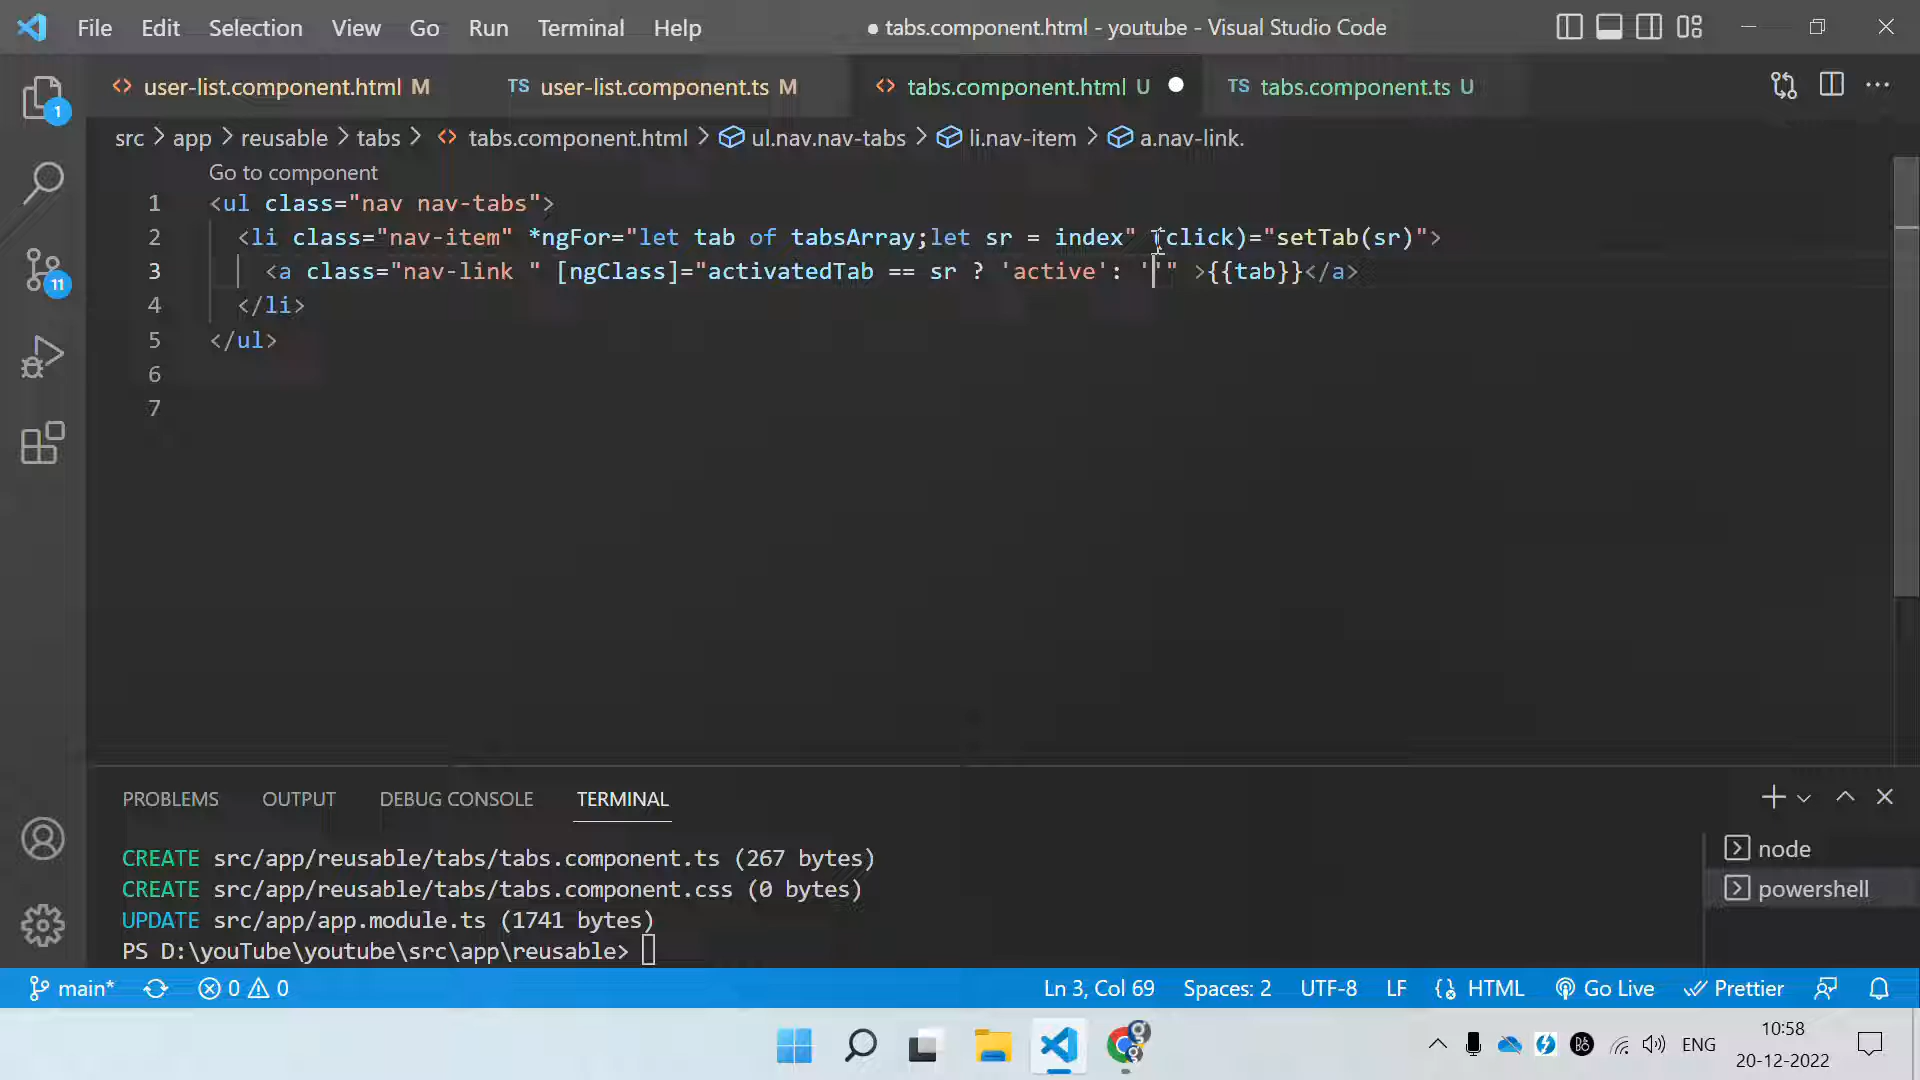 File Edit Selection View Go Run Terminal Help ● tabs.component.html - youtube - Visual Studio Code
<> user-list.component.html M TS user-list.component.ts M <> tabs.component.html U ● TS tabs.component.ts U
src > app > reusable > tabs > <> tabs.component.html > ul.nav.nav-tabs > li.nav-item > a.nav-link.
Go to component
1 <ul class="nav nav-tabs">
2 <li class="nav-item" *ngFor="let tab of tabsArray;let sr = index" (click)="setTab(sr)">
3 <a class="nav-link " [ngClass]="activatedTab == sr ? 'active': ''" >{{tab}}</a>
4 </li>
5 </ul>
6
7
1
11
PROBLEMS OUTPUT DEBUG CONSOLE TERMINAL
CREATE src/app/reusable/tabs/tabs.component.ts (267 bytes)
CREATE src/app/reusable/tabs/tabs.component.css (0 bytes)
UPDATE src/app/app.module.ts (1741 bytes)
PS D:\youTube\youtube\src\app\reusable>
node
powershell
main* 0 0 Ln 3, Col 69 Spaces: 2 UTF-8 LF HTML Go Live Prettier
ENG 10:58
20-12-2022